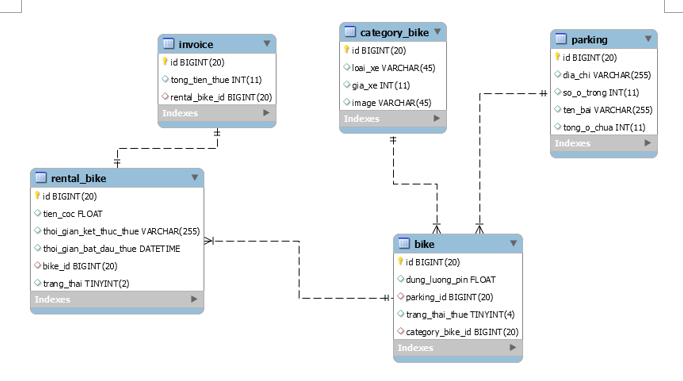 invoice
id BIGINT(20)
tong_tien_thue INT(11)
rental_bike_id BIGINT(20)
Indexes
category_bike
id BIGINT(20)
loai_xe VARCHAR(45)
gia_xe INT(11)
image VARCHAR(45)
Indexes
parking
id BIGINT(20)
dia_chi VARCHAR(255)
so_o_trong INT(11)
ten_bai VARCHAR(255)
tong_o_chua INT(11)
Indexes
rental_bike
id BIGINT(20)
tien_coc FLOAT
thoi_gian_ket_thuc_thue VARCHAR(255)
thoi_gian_bat_dau_thue DATETIME
bike_id BIGINT(20)
trang_thai TINYINT(2)
Indexes
bike
id BIGINT(20)
dung_luong_pin FLOAT
parking_id BIGINT(20)
trang_thai_thue TINYINT(4)
category_bike_id BIGINT(20)
Indexes